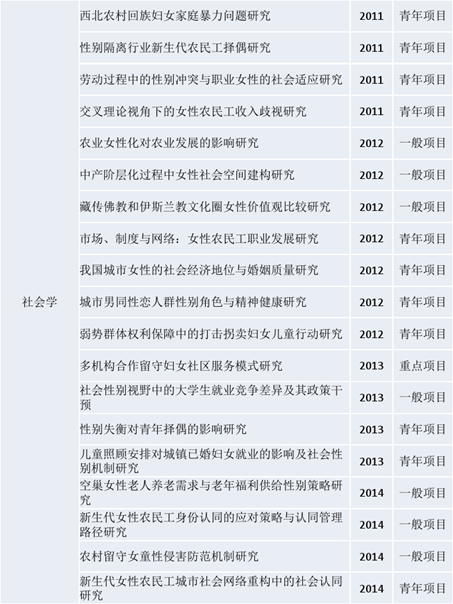 西北农村回族妇女家庭暴力问题研究 2011 青年项目
性别隔离行业新生代农民工择偶研究 2011 青年项目
劳动过程中的性别冲突与职业女性的社会适应研究 2011 青年项目
交叉理论视角下的女性农民工收入歧视研究 2011 青年项目
农业女性化对农业发展的影响研究 2012 一般项目
中产阶层化过程中女性社会空间建构研究 2012 一般项目
藏传佛教和伊斯兰教文化圈女性价值观比较研究 2012 一般项目
市场、制度与网络：女性农民工职业发展研究 2012 青年项目
我国城市女性的社会经济地位与婚姻质量研究 2012 青年项目
社会学 城市男同性恋人群性别角色与精神健康研究 2012 青年项目
弱势群体权利保障中的打击拐卖妇女儿童行动研究 2012 青年项目
多机构合作留守妇女社区服务模式研究 2013 重点项目
社会性别视野中的大学生就业竞争差异及其政策干
预 2013 一般项目
性别失衡对青年择偶的影响研究 2013 青年项目
儿童照顾安排对城镇已婚妇女就业的影响及社会性
别机制研究 2013 青年项目
空巢女性老人养老需求与老年福利供给性别策略研
究 2014 一般项目
新生代女性农民工身份认同的应对策略与认同管理
路径研究 2014 一般项目
农村留守女童性侵害防范机制研究 2014 一般项目
新生代女性农民工城市社会网络重构中的社会认同
研究 2014 青年项目